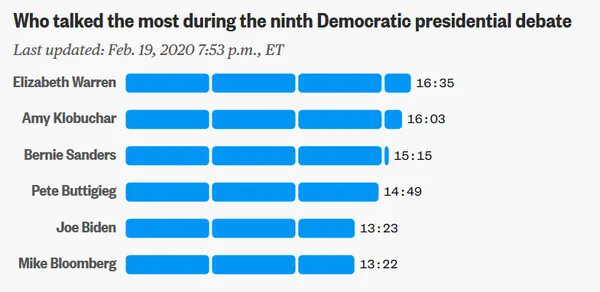 Who talked the most during the ninth Democratic presidential debate
Last updated: Feb. 19, 2020 7:53 p.m., ET
Elizabeth Warren 16:35
Amy Klobuchar 16:03
Bernie Sanders 15:15
Pete Buttigieg 14:49
Joe Biden 13:23
Mike Bloomberg 13:22